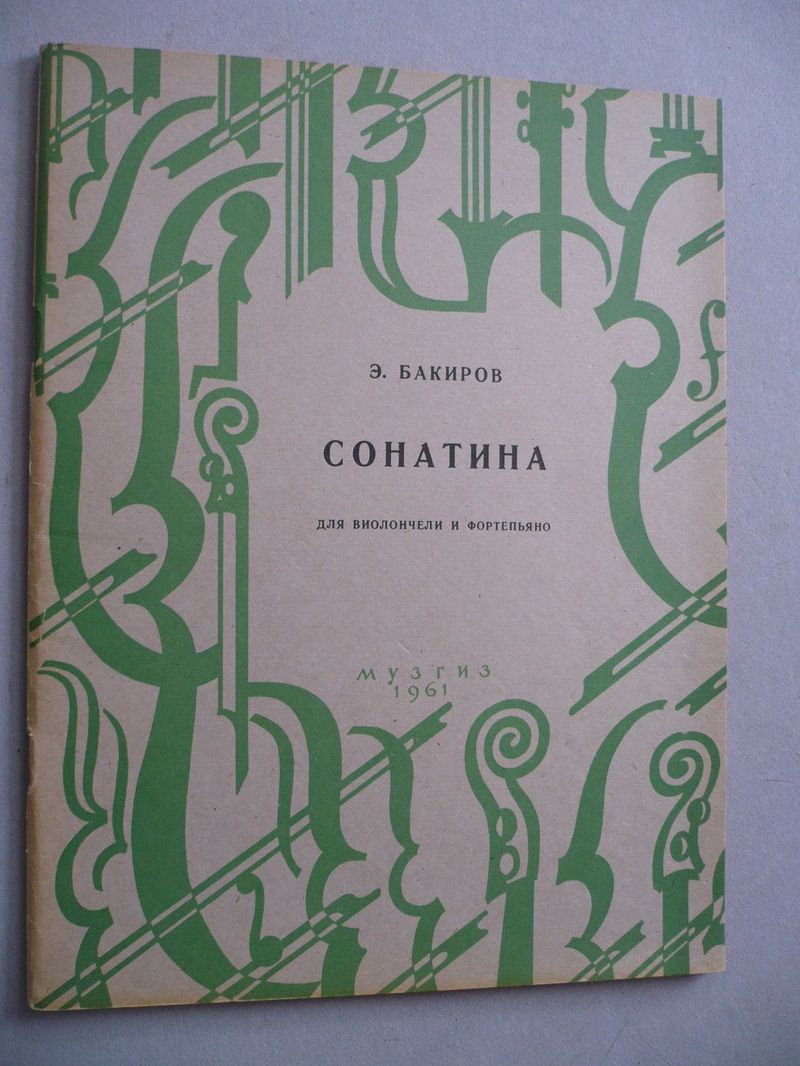 Э. БАКИРОВ
СОНАТИНА
ДЛЯ ВИОЛОНЧЕЛИ И ФОРТЕПЬЯНО
МУЗГИЗ
1961